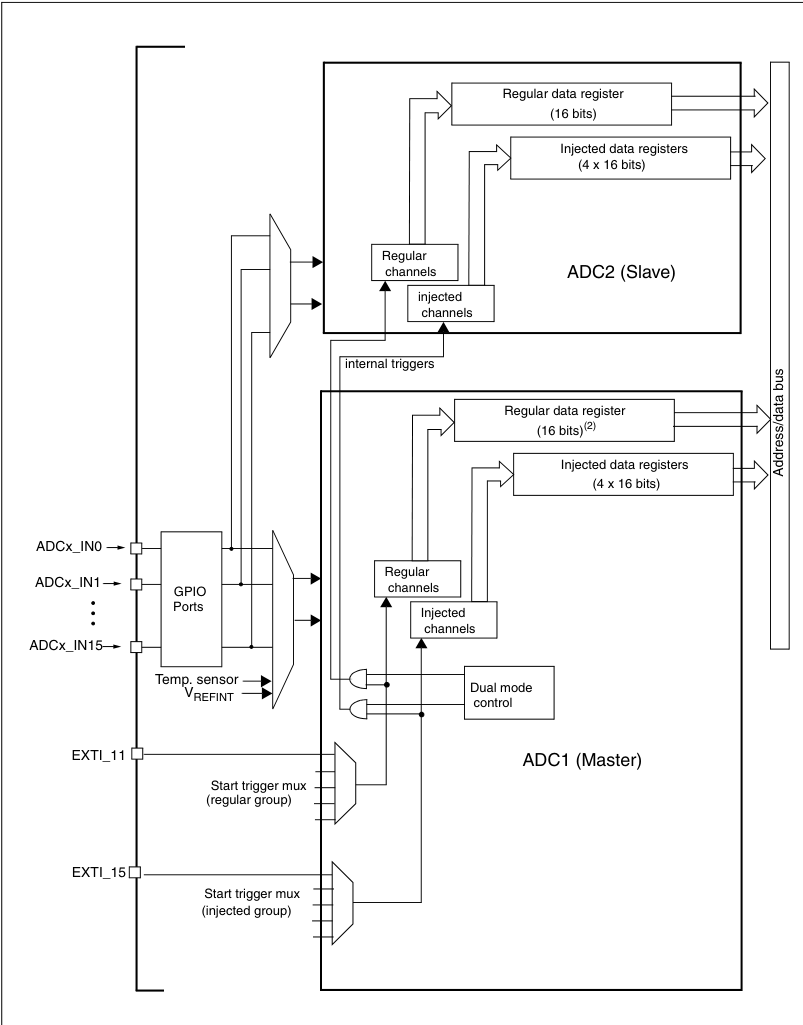 Regular data register
(16 bits)
Injected data registers
(4 x 16 bits)
Regular
channels
injected
channels
ADC2 (Slave)
internal triggers
Address/data bus
Regular data register
(16 bits)(2)
Injected data registers
(4 x 16 bits)
ADCx_IN0
ADCx_IN1
ADCx_IN15
GPIO
Ports
Regular
channels
Injected
channels
Temp. sensor
VREFINT
Dual mode
control
EXTI_11
Start trigger mux
(regular group)
ADC1 (Master)
EXTI_15
Start trigger mux
(injected group)